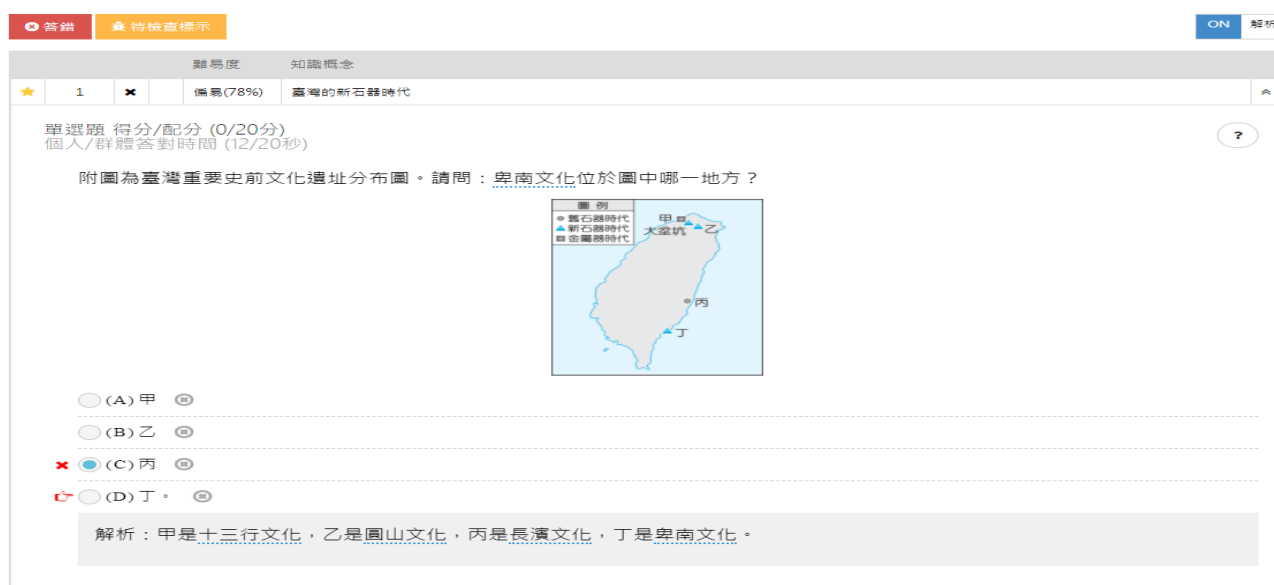 答錯 待檢查標示 ON 解析
難易度 知識概念
1 偏易(78%) 臺灣的新石器時代
單選題 得分/配分 (0/20分)
個人/群體答對時間 (12/20秒)
?
附圖為臺灣重要史前文化遺址分布圖。請問：卑南文化位於圖中哪一地方？
圖 例
舊石器時代
新石器時代
金屬器時代
甲
大坌坑
乙
丙
丁
(A) 甲
(B) 乙
(C) 丙
(D) 丁。
解析：甲是十三行文化，乙是圓山文化，丙是長濱文化，丁是卑南文化。